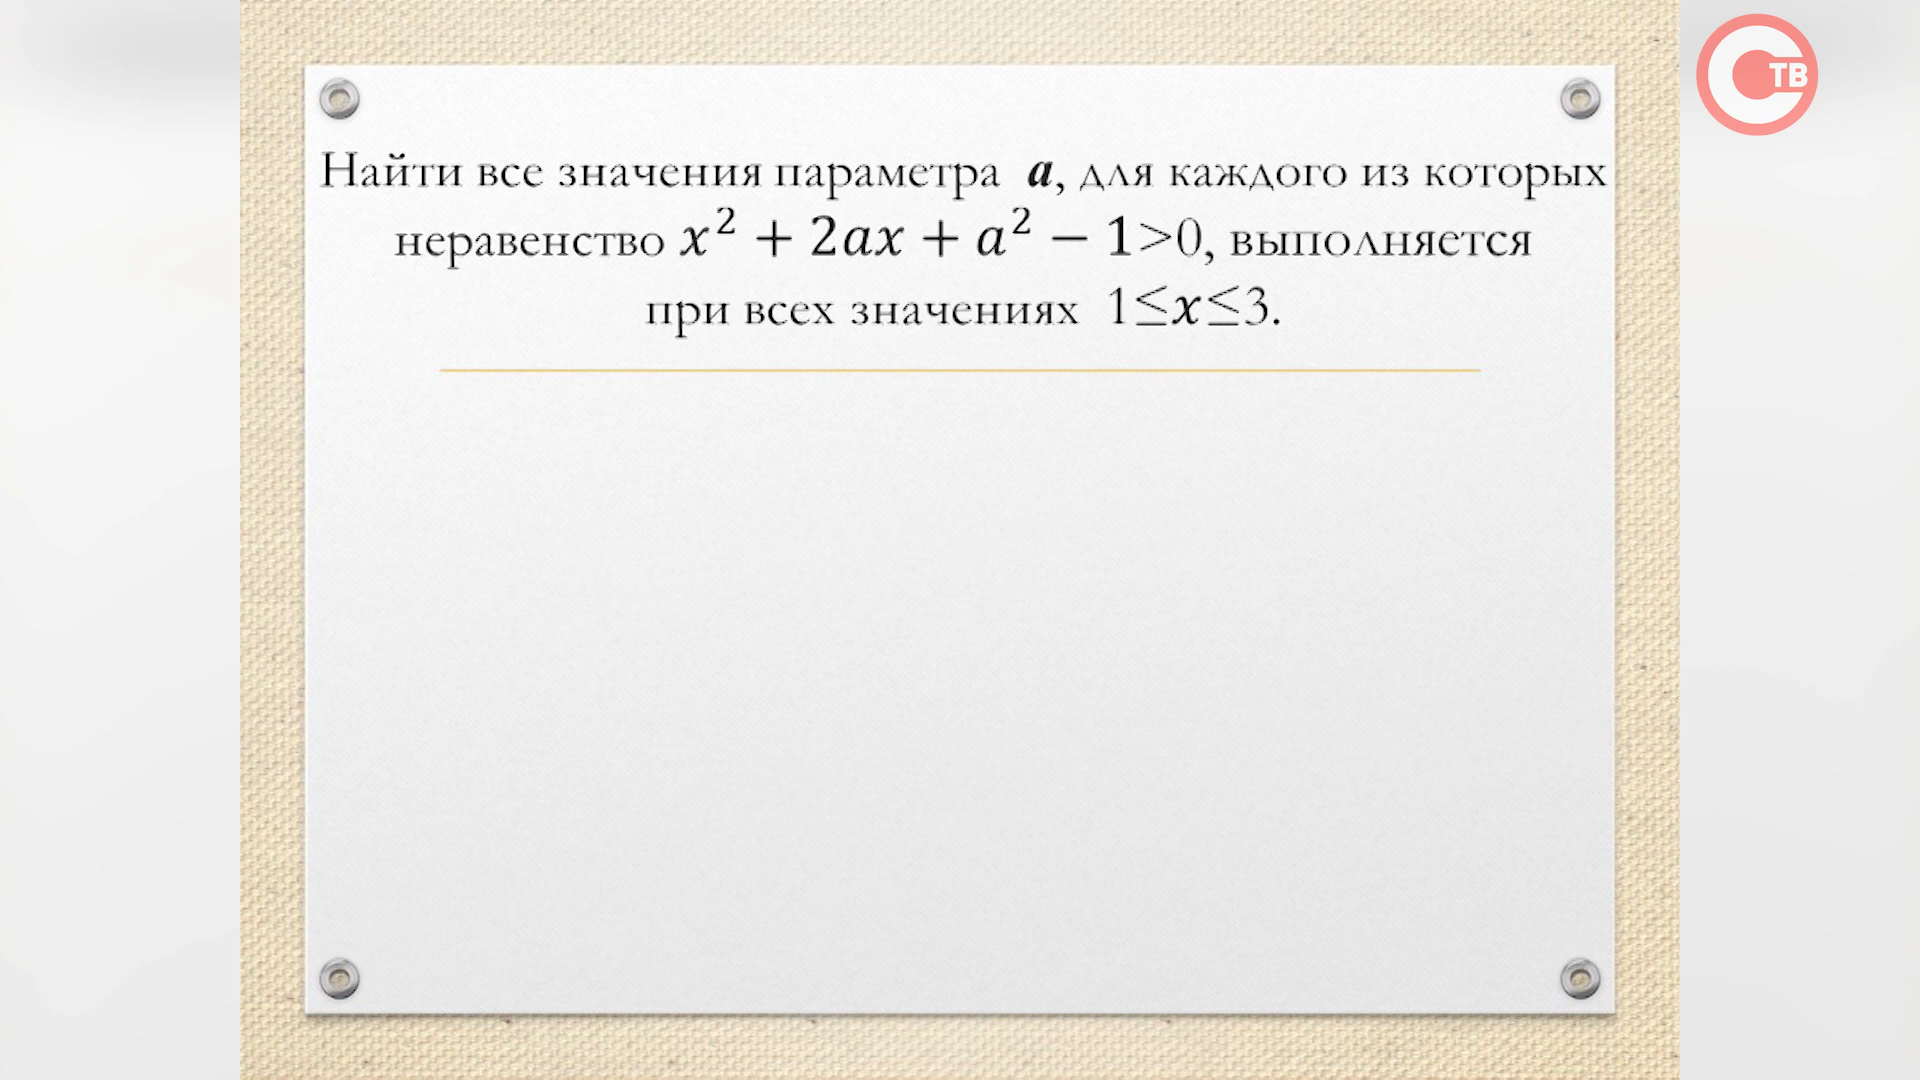 Найти все значения параметра a, для каждого из которых
неравенство x² + 2ax + a² − 1>0, выполняется
при всех значениях 1≤x≤3.
ТВ